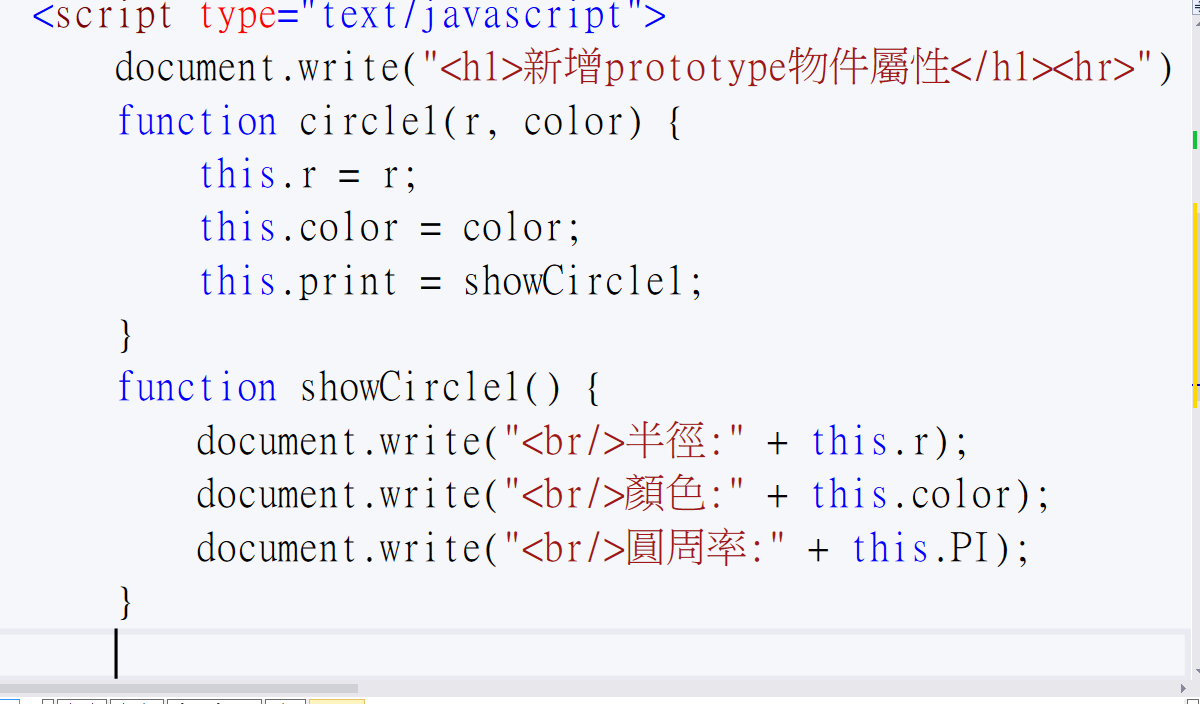 <script type="text/javascript">
document.write("<h1>新增prototype物件屬性</h1><hr>")
function circle1(r, color) {
this.r = r;
this.color = color;
this.print = showCircle1;
}
function showCircle1() {
document.write("<br/>半徑:" + this.r);
document.write("<br/>顏色:" + this.color);
document.write("<br/>圓周率:" + this.PI);
}